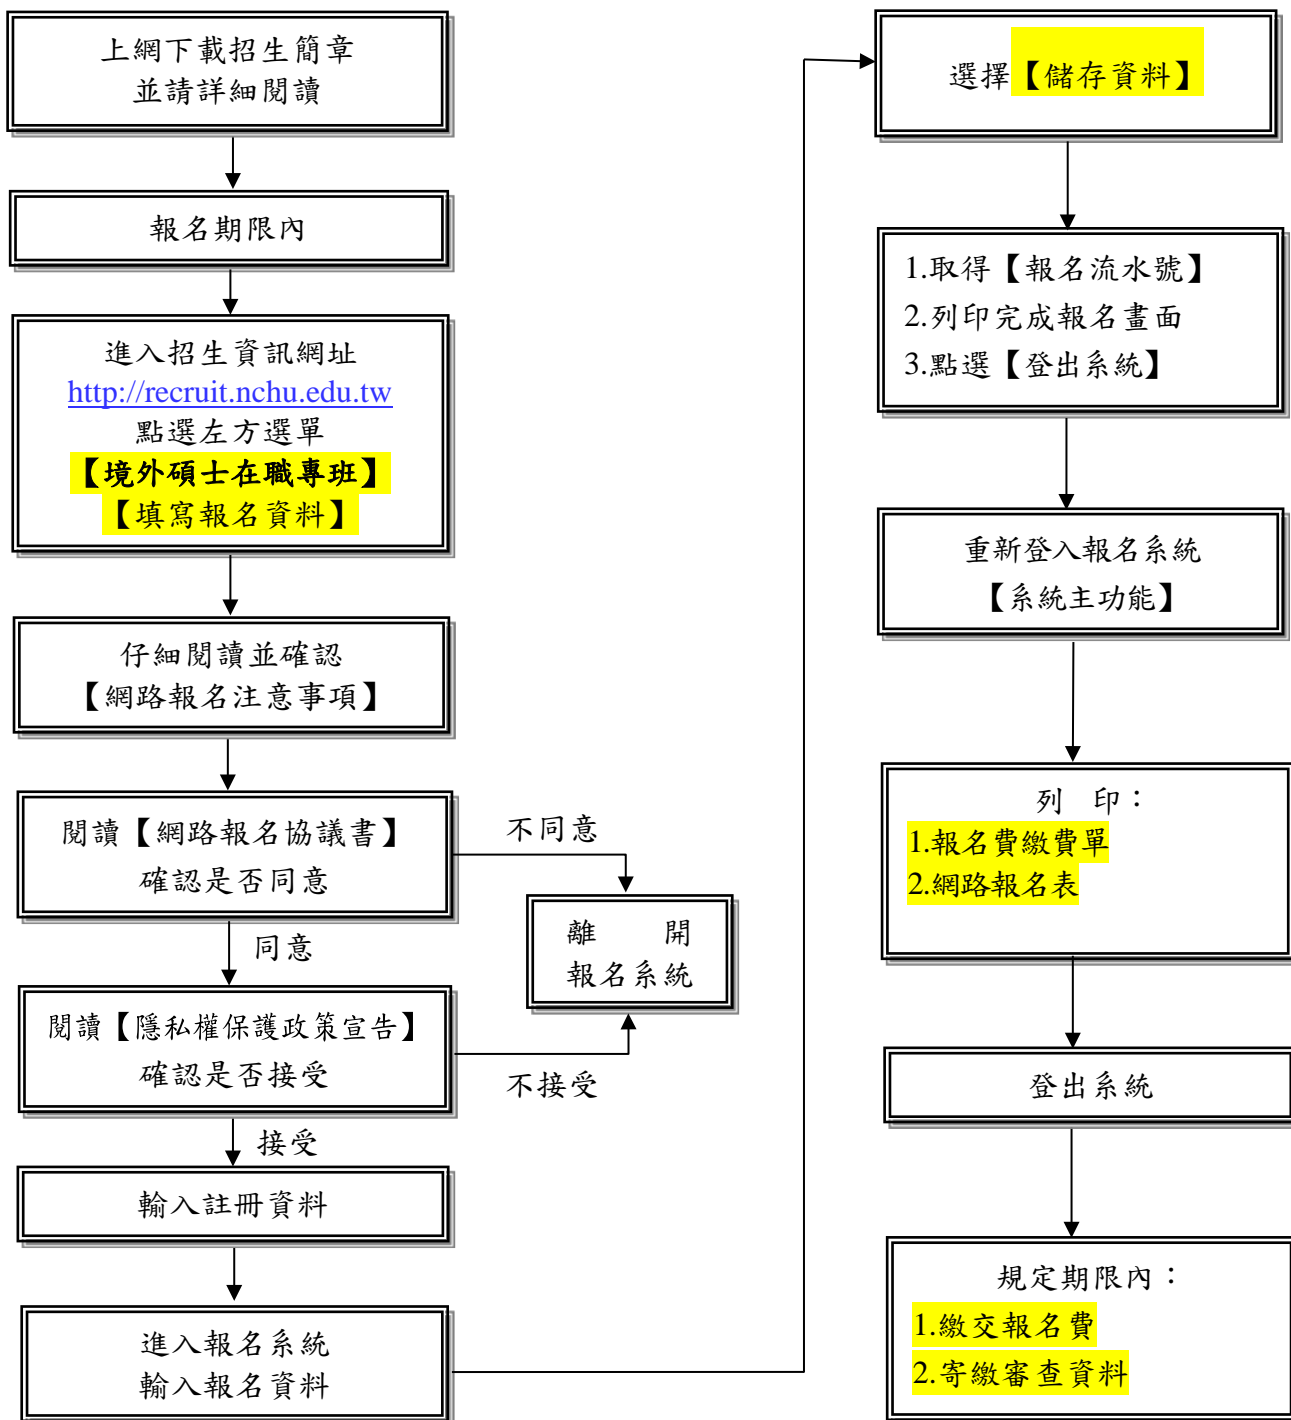 上網下載招生簡章
並請詳細閱讀
報名期限內
進入招生資訊網址
http://recruit.nchu.edu.tw
點選左方選單
【境外碩士在職專班】
【填寫報名資料】
仔細閱讀並確認
【網路報名注意事項】
閱讀【網路報名協議書】
確認是否同意
不同意
同意
離　　開
報名系統
閱讀【隱私權保護政策宣告】
確認是否接受
不接受
接受
輸入註冊資料
進入報名系統
輸入報名資料
選擇【儲存資料】
1.取得【報名流水號】
2.列印完成報名畫面
3.點選【登出系統】
重新登入報名系統
【系統主功能】
列　印：
1.報名費繳費單
2.網路報名表
登出系統
規定期限內：
1.繳交報名費
2.寄繳審查資料